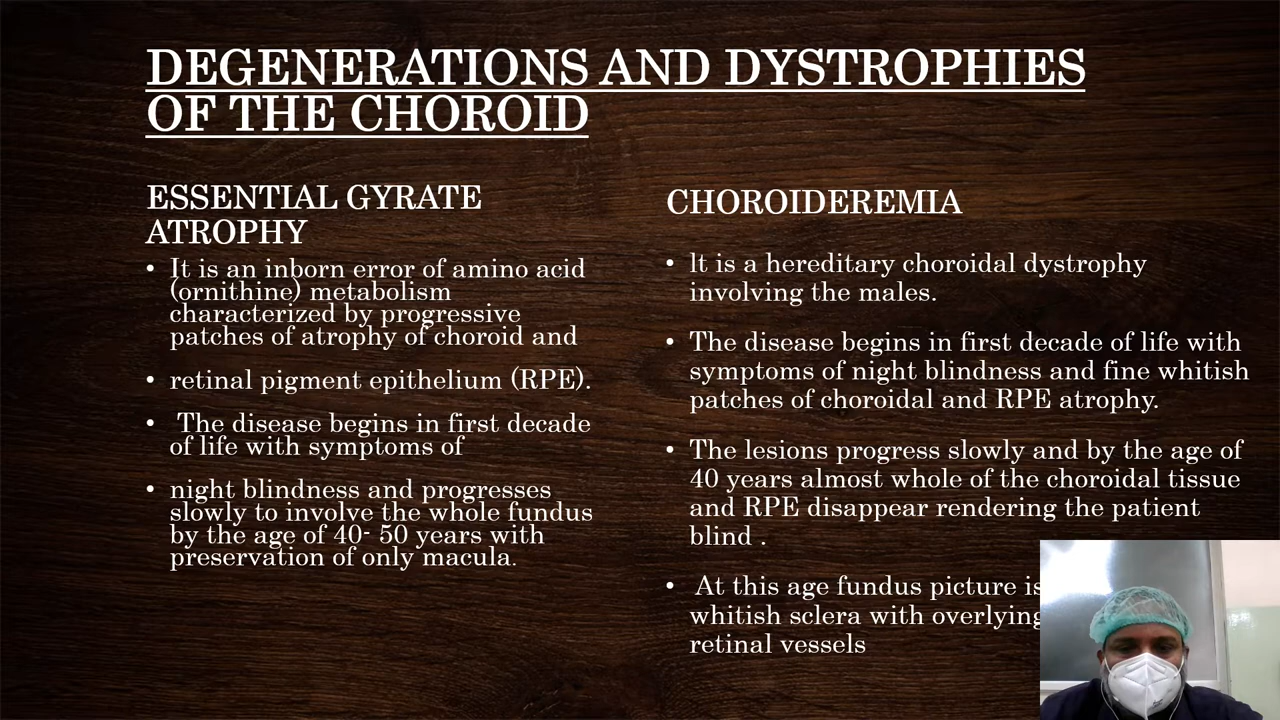 DEGENERATIONS AND DYSTROPHIES
OF THE CHOROID
ESSENTIAL GYRATE
ATROPHY
• It is an inborn error of amino acid
(ornithine) metabolism
characterized by progressive
patches of atrophy of choroid and
• retinal pigment epithelium (RPE).
• The disease begins in first decade
of life with symptoms of
• night blindness and progresses
slowly to involve the whole fundus
by the age of 40- 50 years with
preservation of only macula.
CHOROIDEREMIA
• lt is a hereditary choroidal dystrophy
involving the males.
• The disease begins in first decade of life with
symptoms of night blindness and fine whitish
patches of choroidal and RPE atrophy.
• The lesions progress slowly and by the age of
40 years almost whole of the choroidal tissue
and RPE disappear rendering the patient
blind .
• At this age fundus picture is
whitish sclera with overlying
retinal vessels